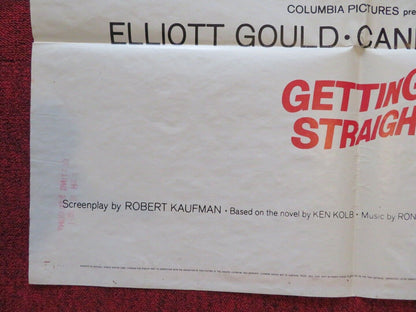 COLUMBIA PICTURES pre
ELLIOTT GOULD · CAN
GETTING
STRAIGH
Screenplay by ROBERT KAUFMAN · Based on the novel by KEN KOLB · Music by RON